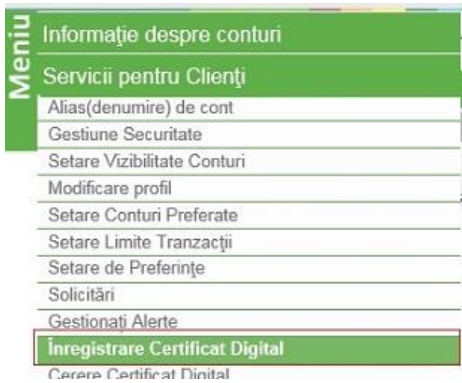 Meniu
Informaţie despre conturi
Servicii pentru Clienţi
Alias(denumire) de cont
Gestiune Securitate
Setare Vizibilitate Conturi
Modificare profil
Setare Conturi Preferate
Setare Limite Tranzacţii
Setare de Preferinţe
Solicitări
Gestionaţi Alerte
Înregistrare Certificat Digital
Cerere Certificat Digital